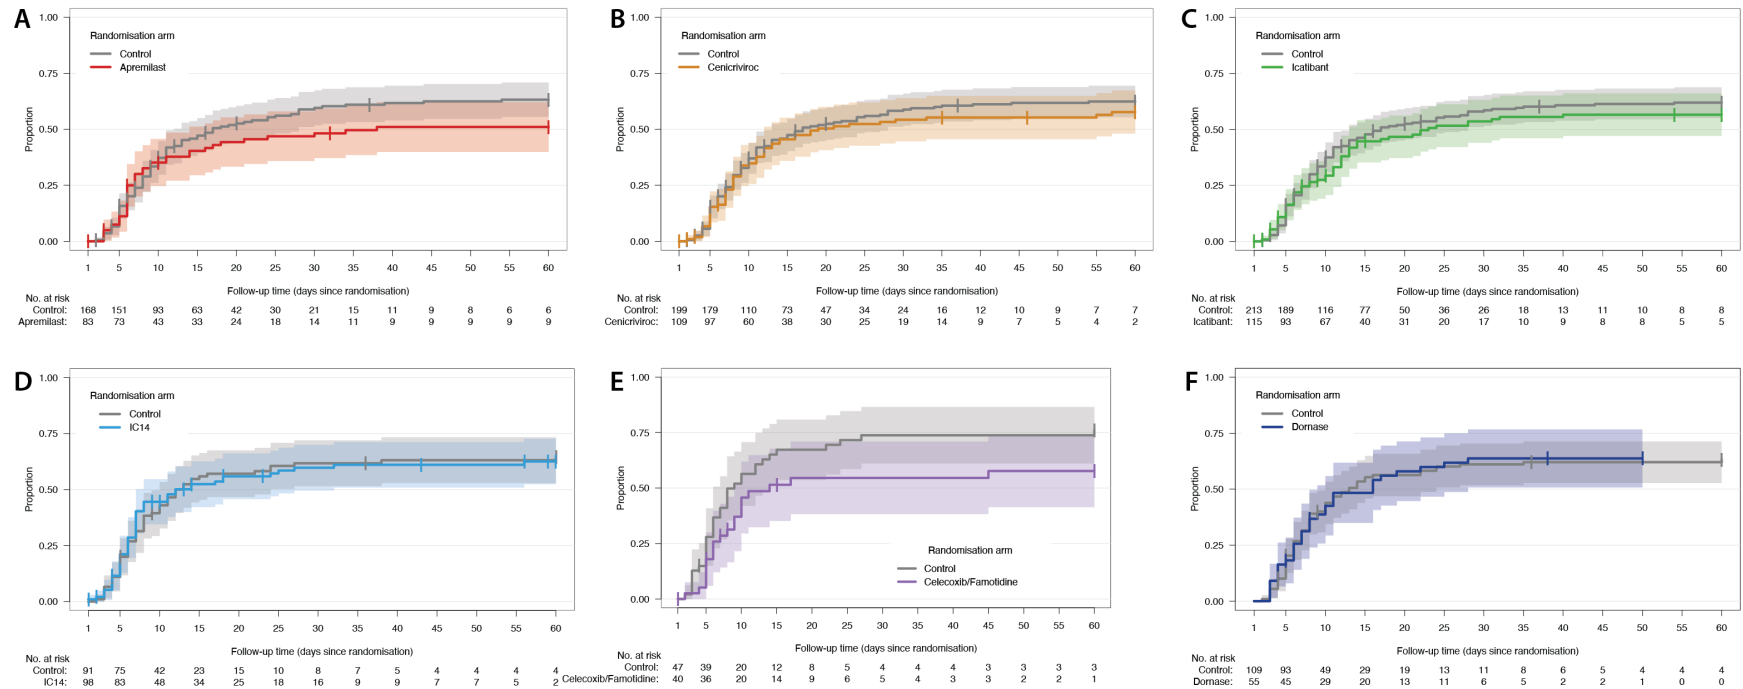 A
1.00
0.75
0.50
0.25
0.00
Proportion
Randomisation arm
Control
Apremilast
1 5 10 15 20 25 30 35 40 45 50 55 60
Follow-up time (days since randomisation)
No. at risk
Control: 168 151 93 63 42 30 21 15 11 9 8 6 6
Apremilast: 83 73 43 33 24 18 14 11 9 9 9 9 9
B
1.00
0.75
0.50
0.25
0.00
Proportion
Randomisation arm
Control
Cenicriviroc
1 5 10 15 20 25 30 35 40 45 50 55 60
Follow-up time (days since randomisation)
No. at risk
Control: 199 179 110 73 47 34 24 16 12 10 9 7 7
Cenicriviroc: 109 97 60 38 30 25 19 14 9 7 5 4 2
C
1.00
0.75
0.50
0.25
0.00
Proportion
Randomisation arm
Control
Icatibant
1 5 10 15 20 25 30 35 40 45 50 55 60
Follow-up time (days since randomisation)
No. at risk
Control: 213 189 116 77 50 36 26 18 13 11 10 8 8
Icatibant: 115 93 67 40 31 20 17 10 9 8 8 5 5
D
1.00
0.75
0.50
0.25
0.00
Proportion
Randomisation arm
Control
IC14
1 5 10 15 20 25 30 35 40 45 50 55 60
Follow-up time (days since randomisation)
No. at risk
Control: 91 75 42 23 15 10 8 7 5 4 4 4 4
IC14: 98 83 48 34 25 18 16 9 9 7 7 5 2
E
1.00
0.75
0.50
0.25
0.00
Proportion
Randomisation arm
Control
Celecoxib/Famotidine
1 5 10 15 20 25 30 35 40 45 50 55 60
Follow-up time (days since randomisation)
No. at risk
Control: 47 39 20 12 8 5 4 4 4 3 3 3 3
Celecoxib/Famotidine: 40 36 20 14 9 6 5 4 3 3 2 2 1
F
1.00
0.75
0.50
0.25
0.00
Proportion
Randomisation arm
Control
Dornase
1 5 10 15 20 25 30 35 40 45 50 55 60
Follow-up time (days since randomisation)
No. at risk
Control: 109 93 49 29 19 13 11 8 6 5 4 4 4
Dornase: 55 45 29 20 13 11 6 5 2 2 1 0 0